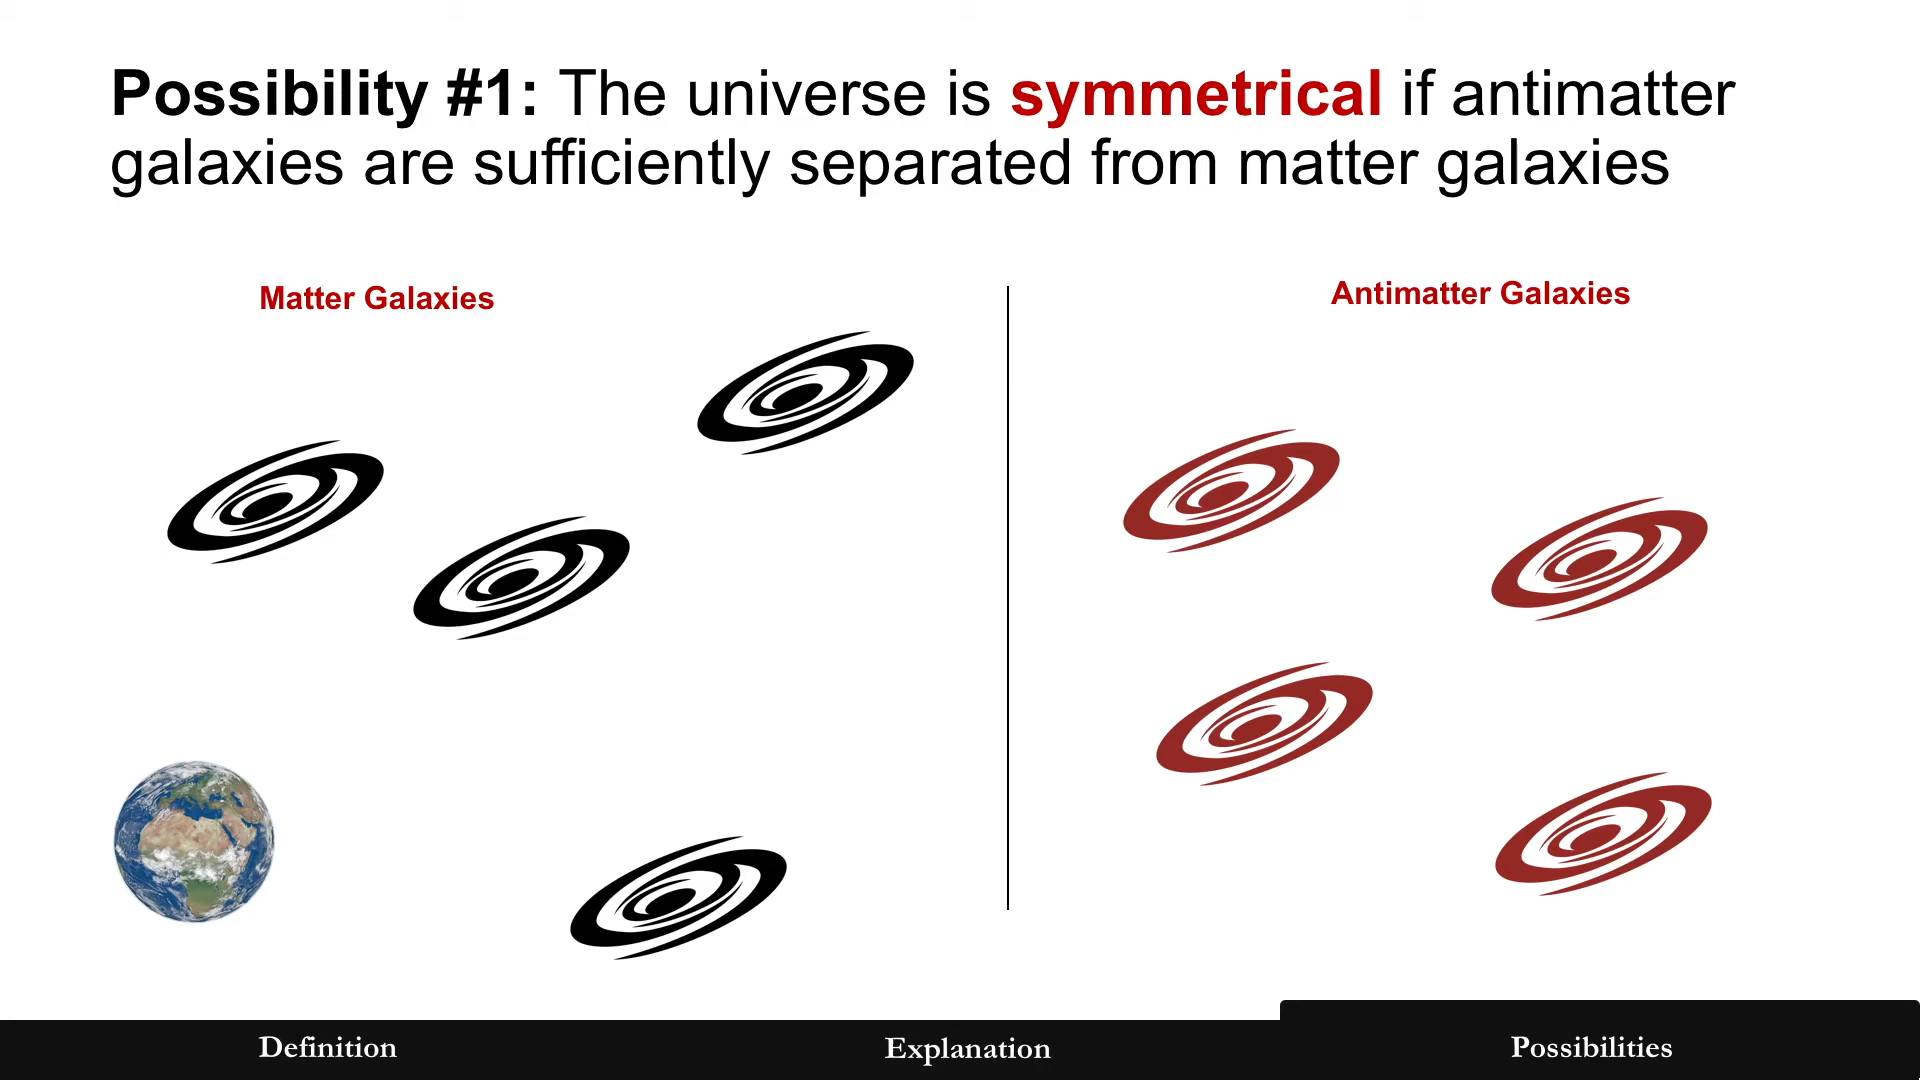 Possibility #1: The universe is symmetrical if antimatter
galaxies are sufficiently separated from matter galaxies
Matter Galaxies
Antimatter Galaxies
Definition
Explanation
Possibilities